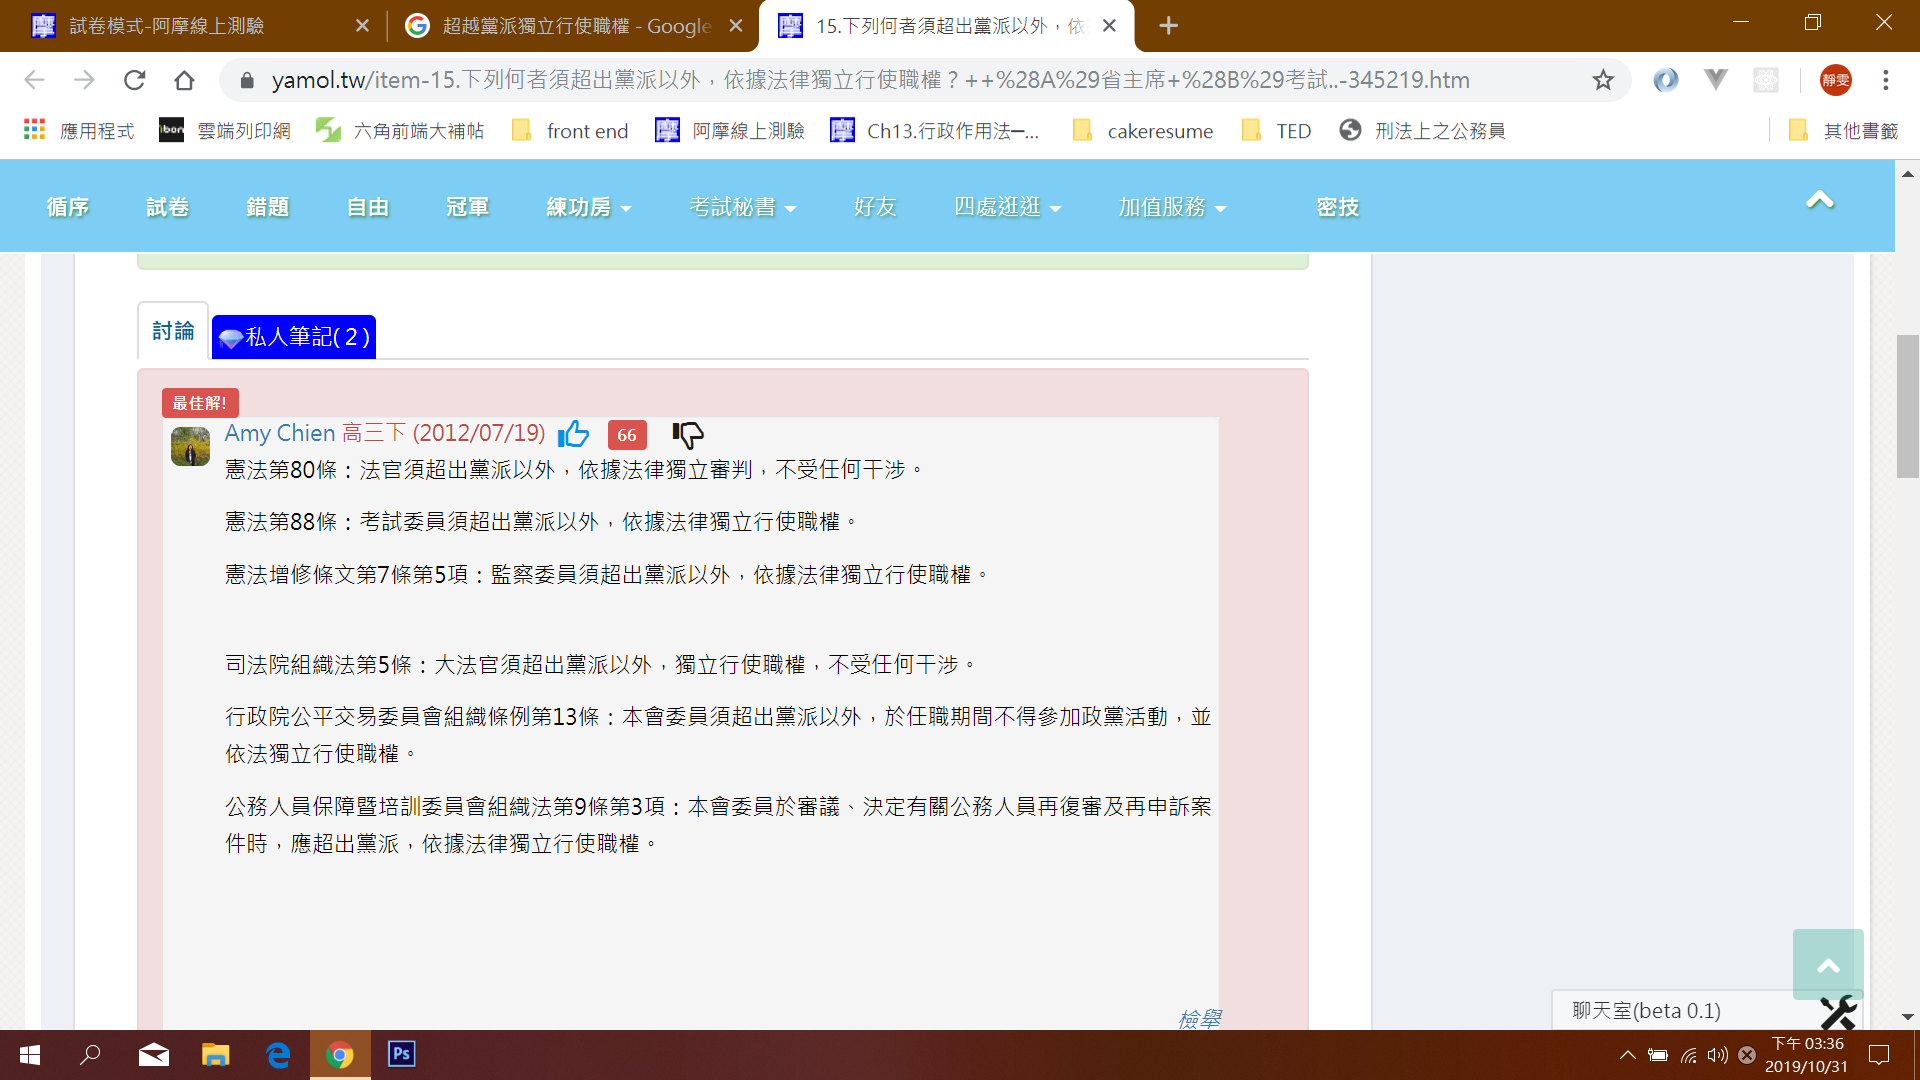 試卷模式-阿摩線上測驗
超越黨派獨立行使職權 - Google
15.下列何者須超出黨派以外，依
yamol.tw/item-15.下列何者須超出黨派以外，依據法律獨立行使職權？++%28A%29省主席+%28B%29考試..-345219.htm
靜雯
應用程式
ibon
雲端列印網
六角前端大補帖
front end
阿摩線上測驗
Ch13.行政作用法─...
cakeresume
TED
刑法上之公務員
其他書籤
循序 試卷 錯題 自由 冠軍 練功房 考試秘書 好友 四處逛逛 加值服務 密技
討論
私人筆記( 2 )
最佳解!
Amy Chien 高三下 (2012/07/19) 66
憲法第80條：法官須超出黨派以外，依據法律獨立審判，不受任何干涉。
憲法第88條：考試委員須超出黨派以外，依據法律獨立行使職權。
憲法增修條文第7條第5項：監察委員須超出黨派以外，依據法律獨立行使職權。
司法院組織法第5條：大法官須超出黨派以外，獨立行使職權，不受任何干涉。
行政院公平交易委員會組織條例第13條：本會委員須超出黨派以外，於任職期間不得參加政黨活動，並
依法獨立行使職權。
公務人員保障暨培訓委員會組織法第9條第3項：本會委員於審議、決定有關公務人員再復審及再申訴案
件時，應超出黨派，依據法律獨立行使職權。
檢舉
聊天室(beta 0.1)
Ps
下午 03:36
2019/10/31